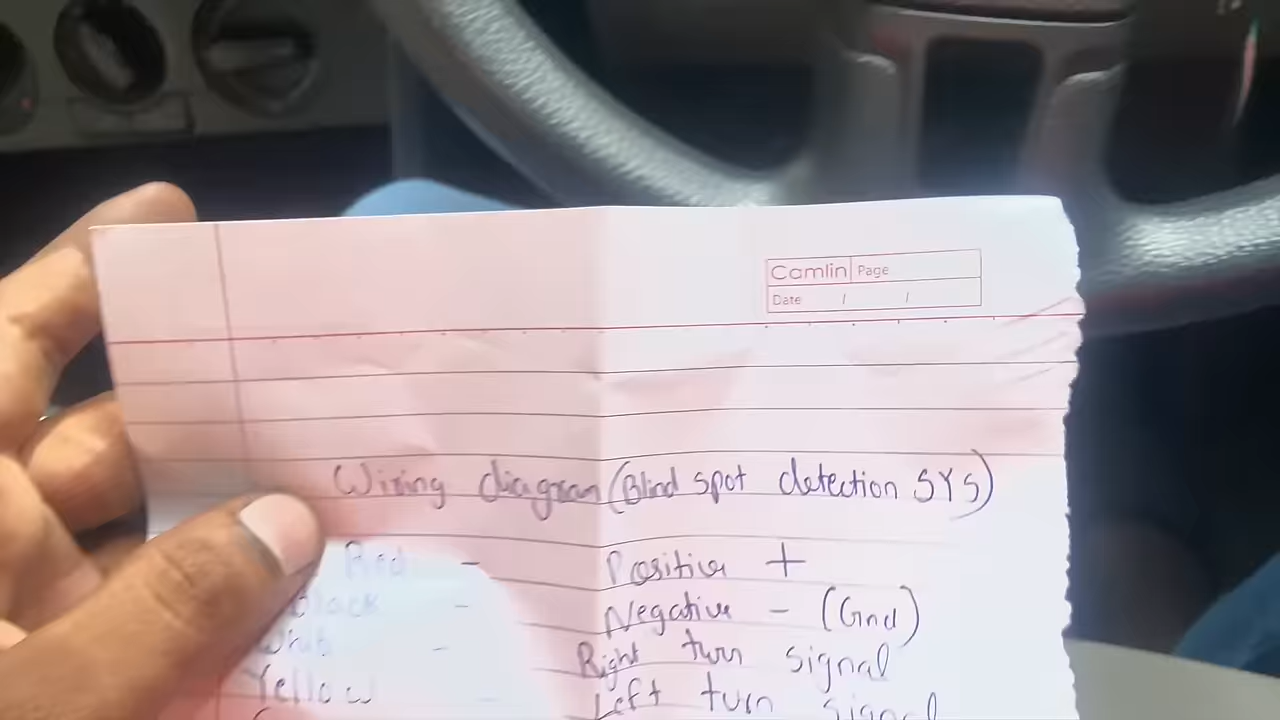 Camlin Page
Date / /
Wiring diagram (Blind spot detection SYS)
Red - Positive +
Black - Negative - (Gnd)
White - Right turn signal
Yellow - Left turn signal